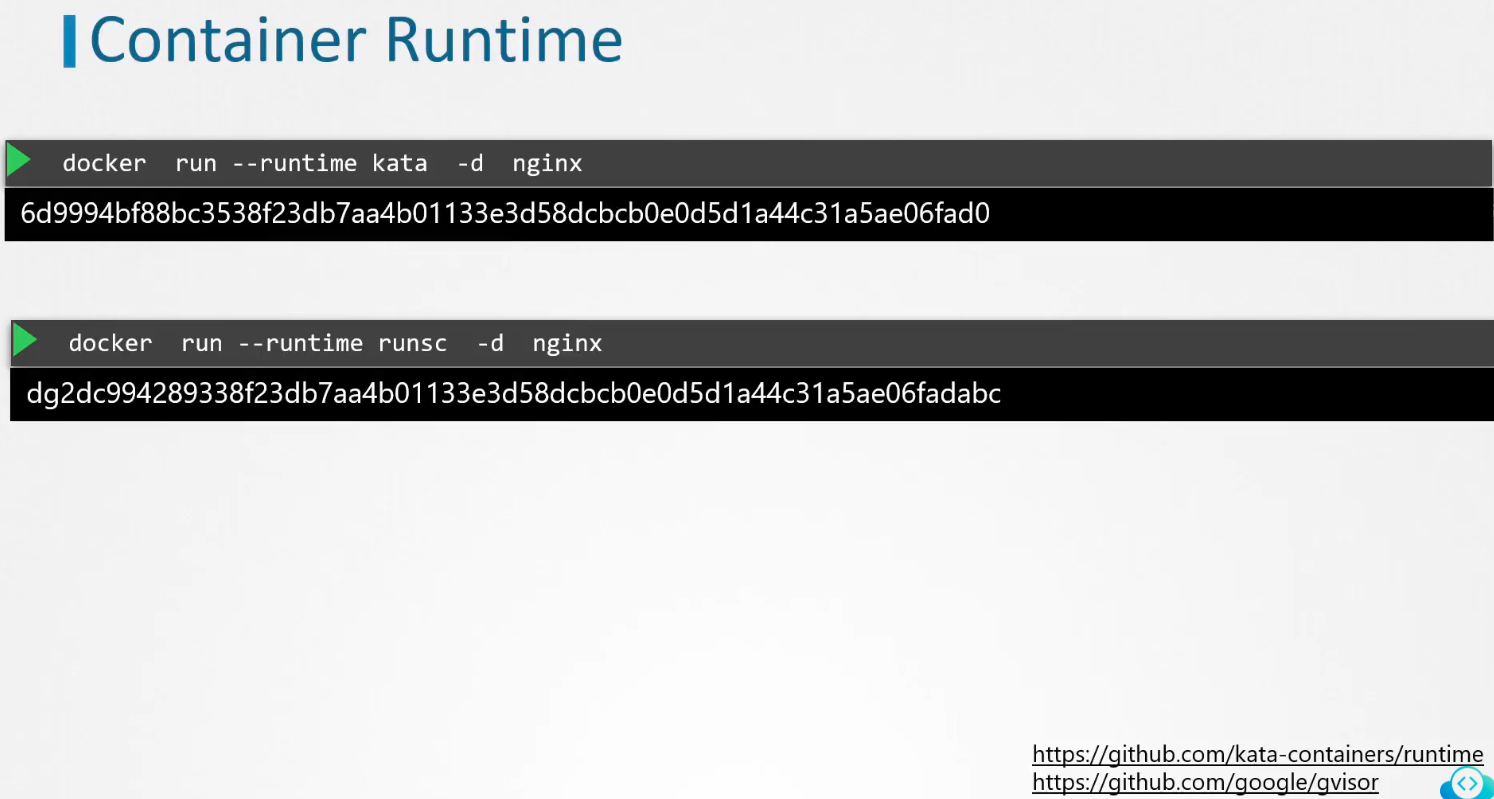 Container Runtime
docker run --runtime kata -d nginx
6d9994bf88bc3538f23db7aa4b01133e3d58dcbcb0e0d5d1a44c31a5ae06fad0
docker run --runtime runsc -d nginx
dg2dc994289338f23db7aa4b01133e3d58dcbcb0e0d5d1a44c31a5ae06fadabc
https://github.com/kata-containers/runtime
https://github.com/google/gvisor